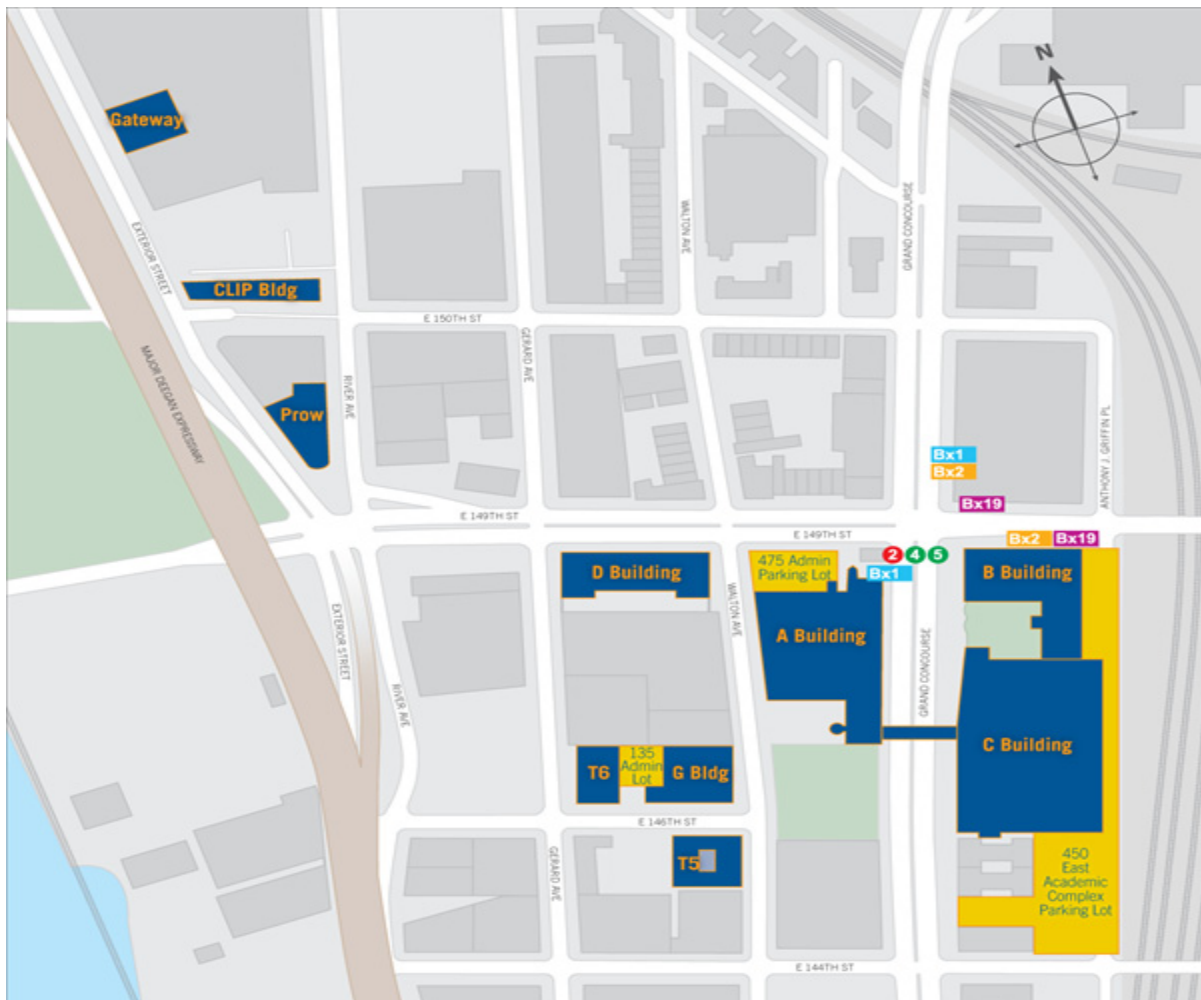 N
Gateway
GRAND CONCOURSE
WALTON AVE
EXTERIOR STREET
CLIP Bldg
E 150TH ST
GERARD AVE
MAJOR DEEGAN EXPRESSWAY
RIVER AVE
Prow
ANTHONY J. GRIFFIN PL
Bx1
Bx2
Bx19
E 149TH ST
E 149TH ST
Bx2 Bx19
2 4 5
Bx1
475 Admin
Parking Lot
D Building
B Building
WALTON AVE
A Building
EXTERIOR STREET
GRAND CONCOURSE
RIVER AVE
C Building
135
Admin
Lot
T6
G Bldg
E 146TH ST
T5
GERARD AVE
450
East
Academic
Complex
Parking Lot
E 144TH ST